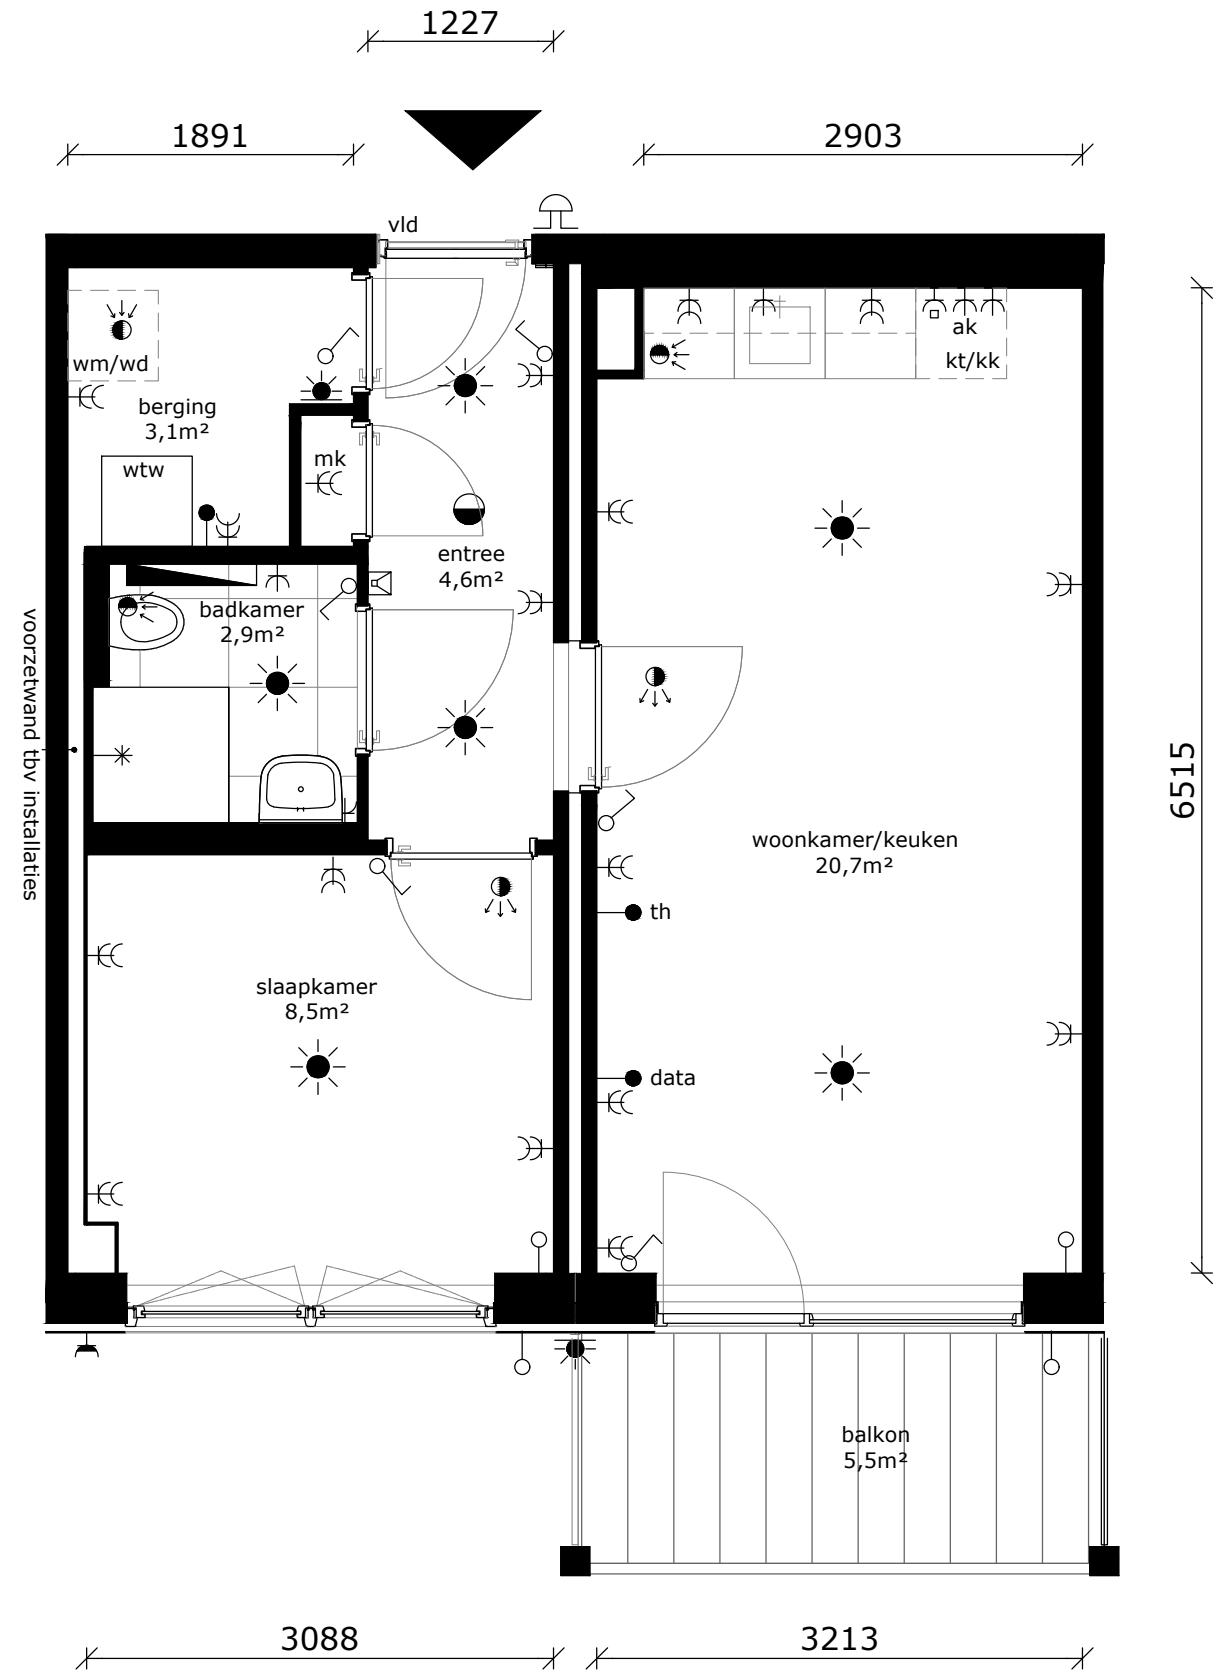 1227
1891
2903
vld
wm/wd
ak
kt/kk
berging
3,1m²
mk
wtw
entree
4,6m²
badkamer
2,9m²
voorzetwand tbv installaties
6515
woonkamer/keuken
20,7m²
th
slaapkamer
8,5m²
data
balkon
5,5m²
3088
3213